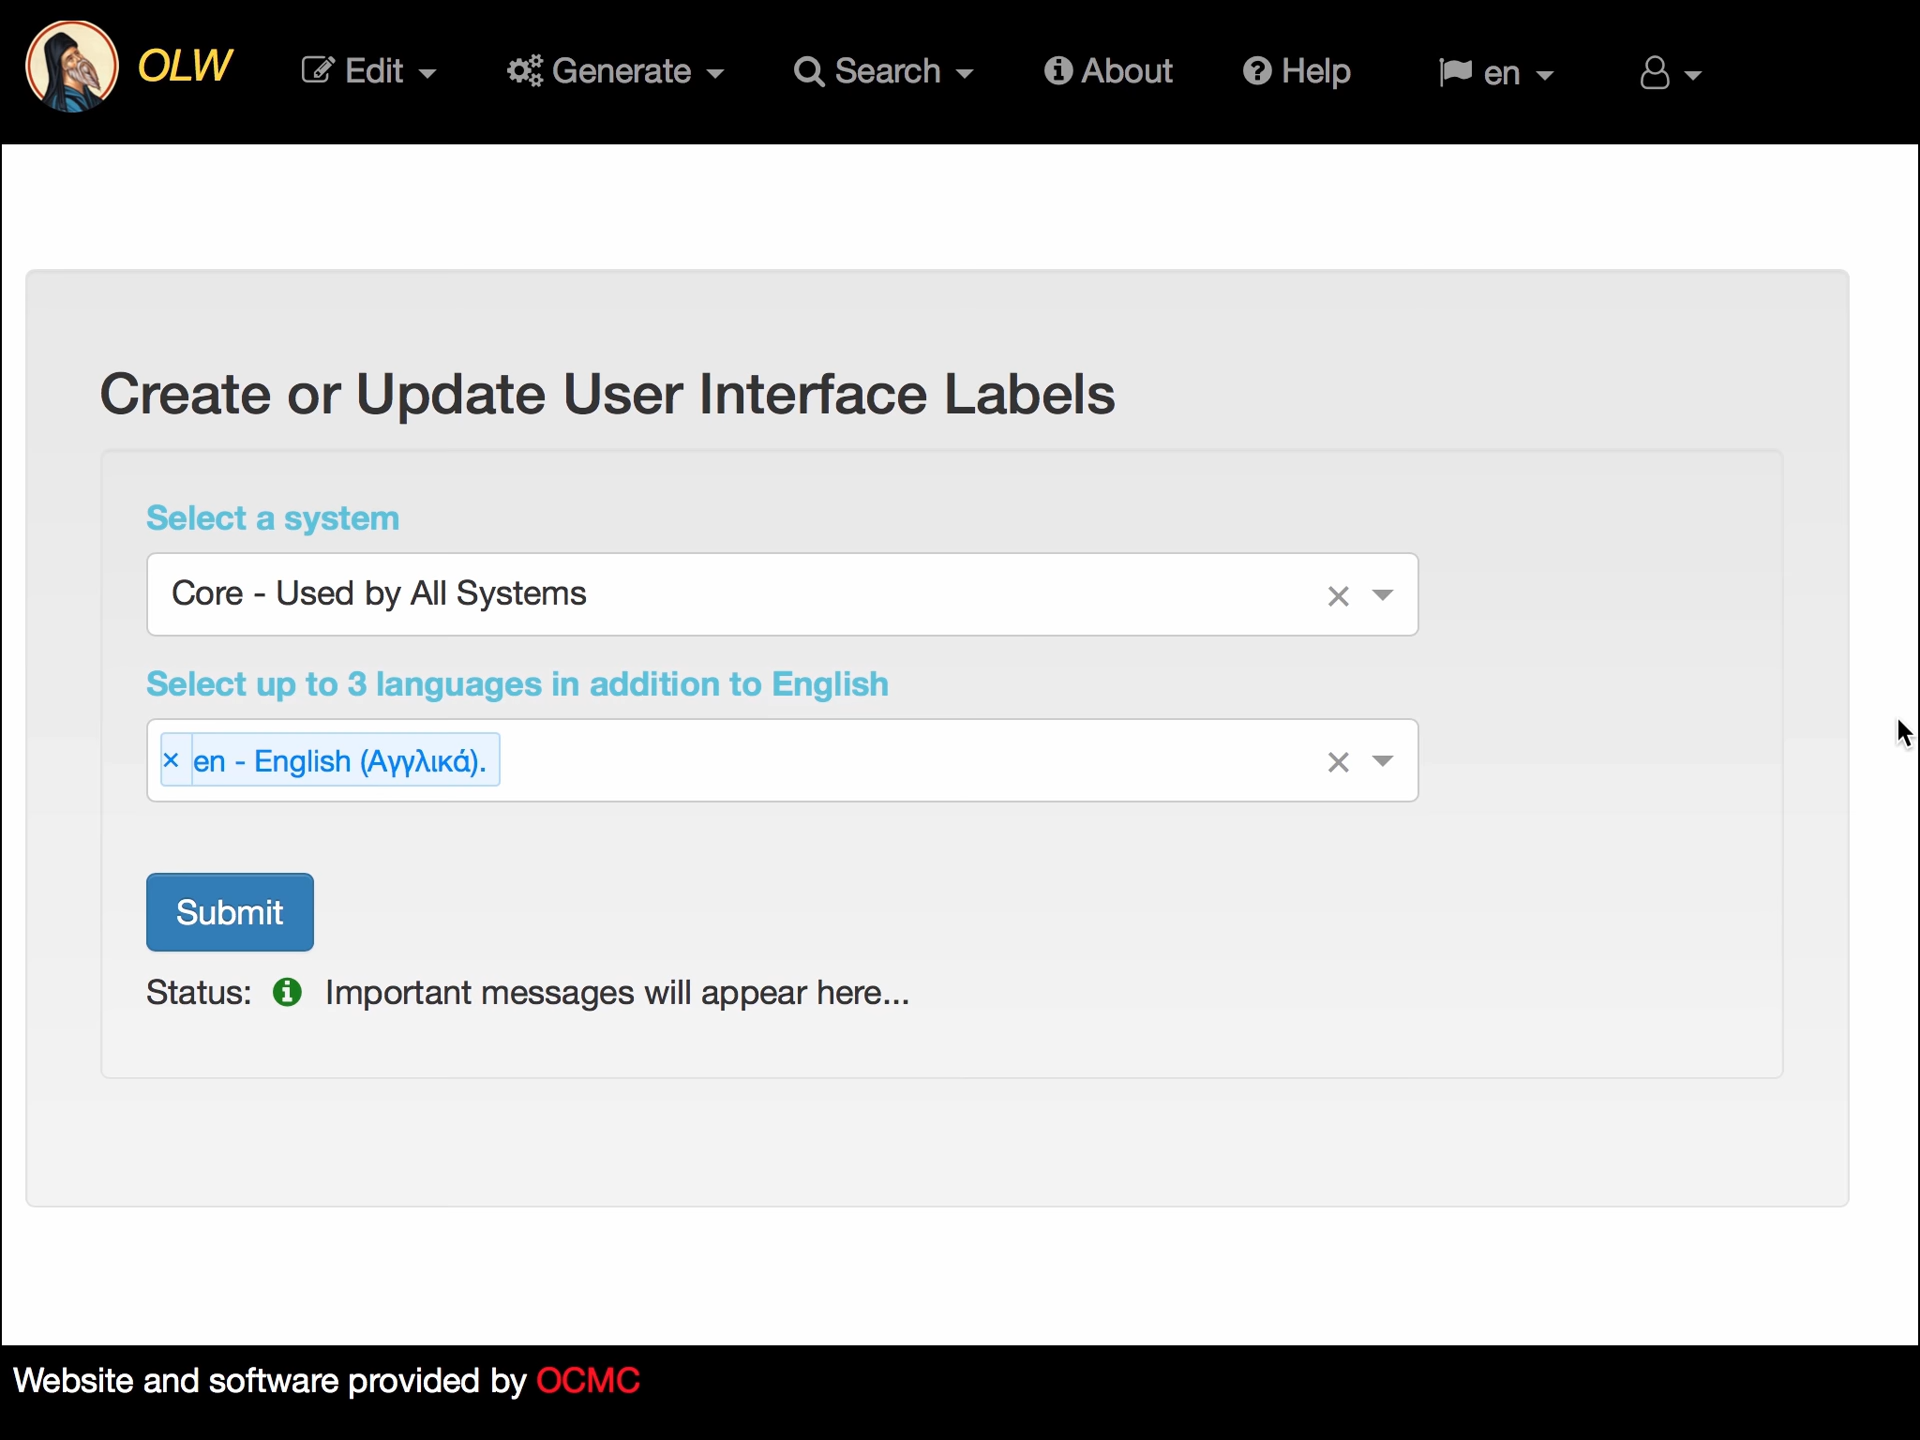 OLW Edit Generate Search About Help en
Create or Update User Interface Labels
Select a system
Core - Used by All Systems
Select up to 3 languages in addition to English
× en - English (Αγγλικά).
Submit
Status: Important messages will appear here...
Website and software provided by OCMC